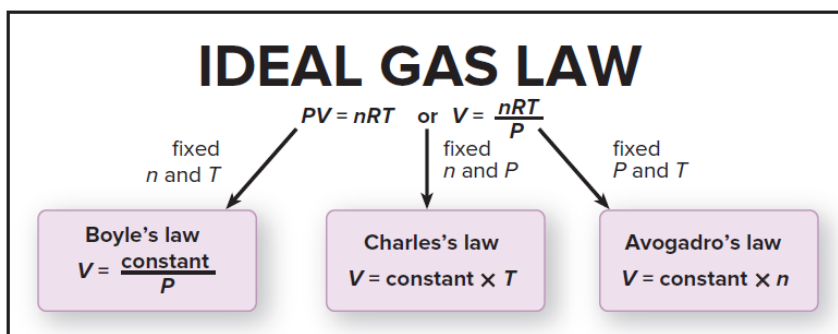 IDEAL GAS LAW
PV = nRT or V = nRT/P
fixed
n and T
fixed
n and P
fixed
P and T
Boyle's law
V = constant/P
Charles's law
V = constant × T
Avogadro's law
V = constant × n